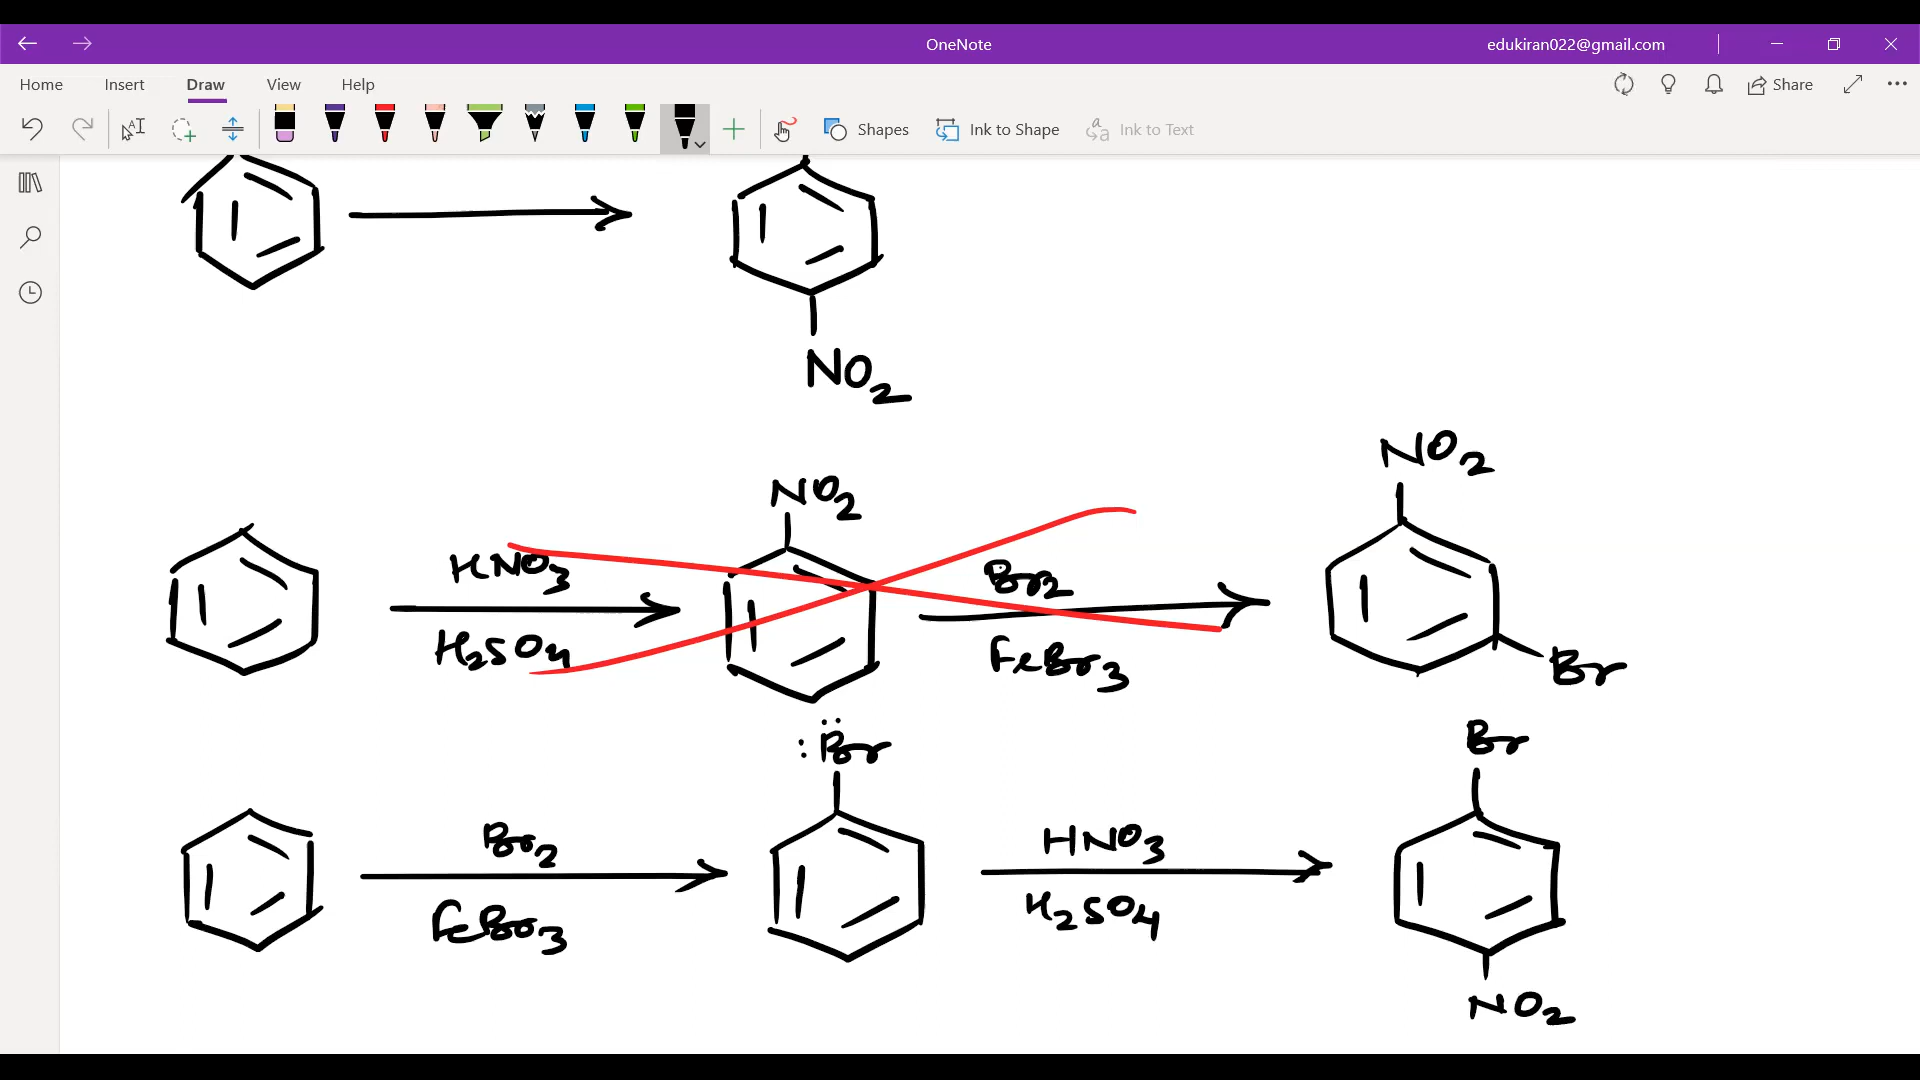 OneNote
edukiran022@gmail.com
Home Insert Draw View Help
Share
Shapes Ink to Shape Ink to Text
NO2
NO2
NO2
HNO3
H2SO4
Br2
FeBr3
Br
:Br
Br
Br2
FeBr3
HNO3
H2SO4
NO2